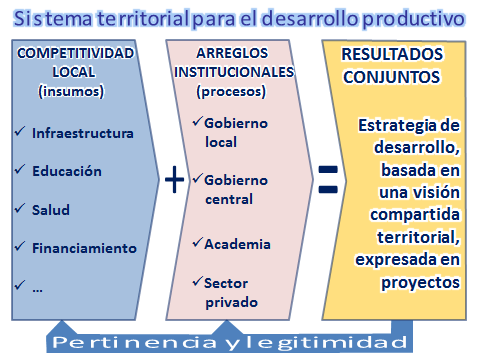 Sistema territorial para el desarrollo productivo
COMPETITIVIDAD
LOCAL
(insumos)
✓ Infraestructura
✓ Educación
✓ Salud
✓ Financiamiento
✓ ...
+
ARREGLOS
INSTITUCIONALES
(procesos)
✓Gobierno
local
✓Gobierno
central
✓Academia
✓Sector
privado
=
RESULTADOS
CONJUNTOS
Estrategia de
desarrollo,
basada en
una visión
compartida
territorial,
expresada en
proyectos
Pertinencia y legitimidad